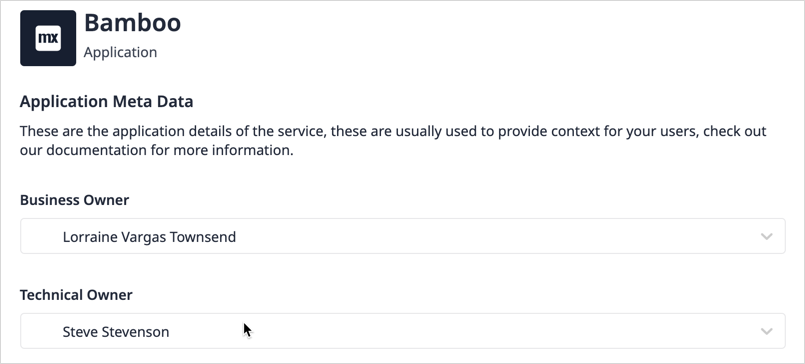 mx
Bamboo
Application
Application Meta Data
These are the application details of the service, these are usually used to provide context for your users, check out
our documentation for more information.
Business Owner
Lorraine Vargas Townsend
Technical Owner
Steve Stevenson